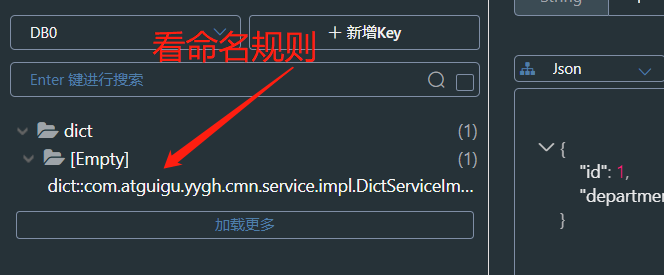 String
DB0
＋ 新增Key
看命名规则
Enter 键进行搜索
Json
dict
(1)
[Empty]
(1)
dict::com.atguigu.yygh.cmn.service.impl.DictServiceIm...
加载更多
{
"id": 1,
"departme
}